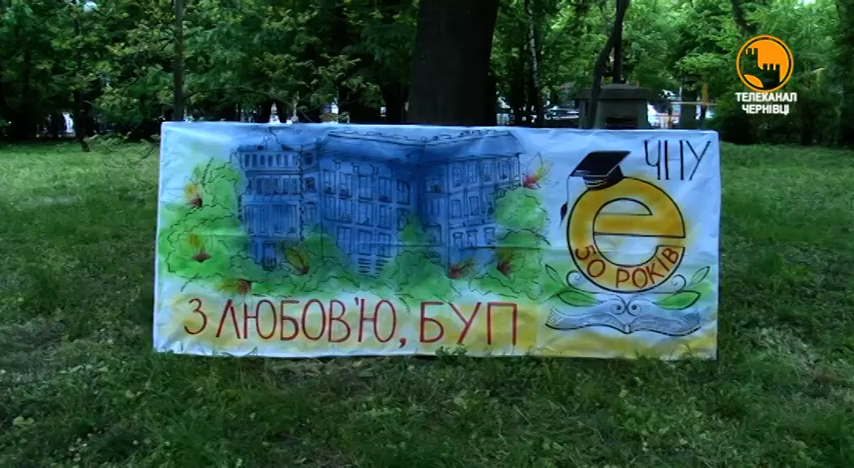 ТЕЛЕКАНАЛ
ЧЕРНІВЦІ
ЧНУ
е
50 РОКІВ
З ЛЮБОВ'Ю, БУП